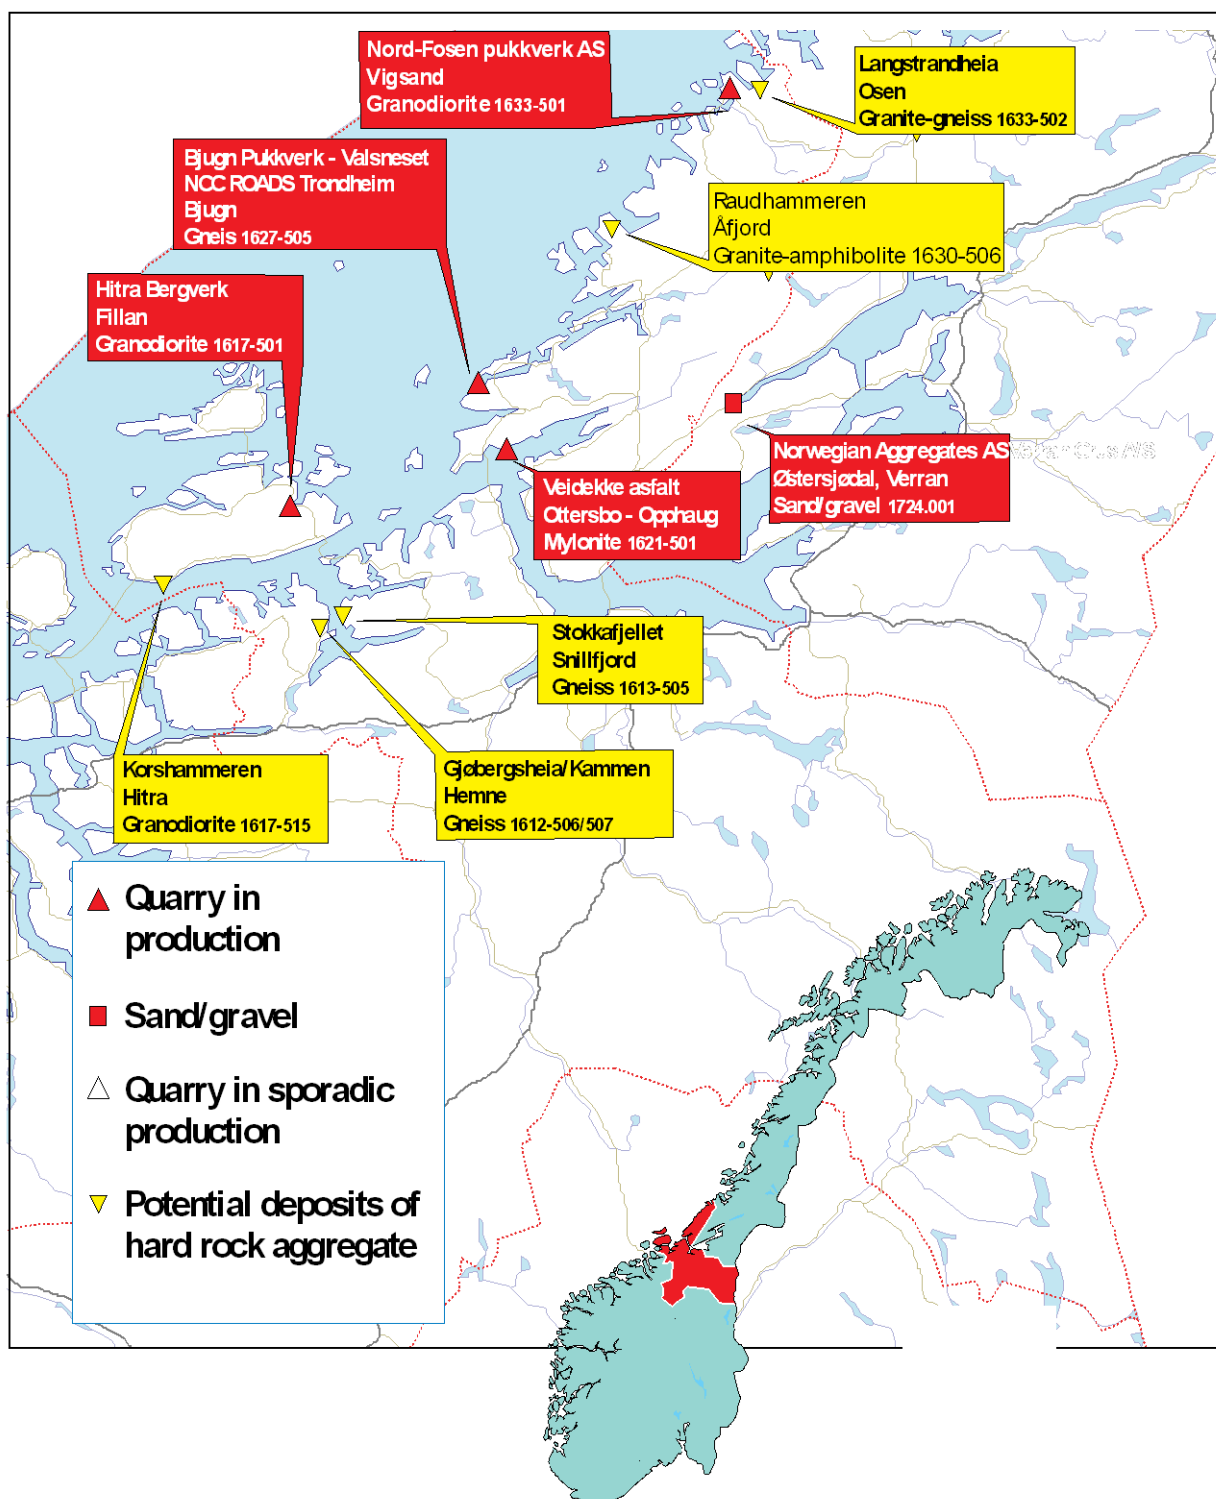 Nord-Fosen pukkverk AS
Vigsand
Granodiorite 1633-501
Langstrandheia
Osen
Granite-gneiss 1633-502
Bjugn Pukkverk - Valsneset
NCC ROADS Trondheim
Bjugn
Gneis 1627-505
Raudhammeren
Åfjord
Granite-amphibolite 1630-506
Hitra Bergverk
Fillan
Granodiorite 1617-501
Norwegian Aggregates AS
Østersjødal, Verran
Sand/gravel 1724.001
Veidekke asfalt
Ottersbo - Opphaug
Mylonite 1621-501
Stokkafjellet
Snillfjord
Gneiss 1613-505
Korshammeren
Hitra
Granodiorite 1617-515
Gjøbergsheia/Kammen
Hemne
Gneiss 1612-506/507
Quarry in
production
Sand/gravel
Quarry in sporadic
production
Potential deposits of
hard rock aggregate